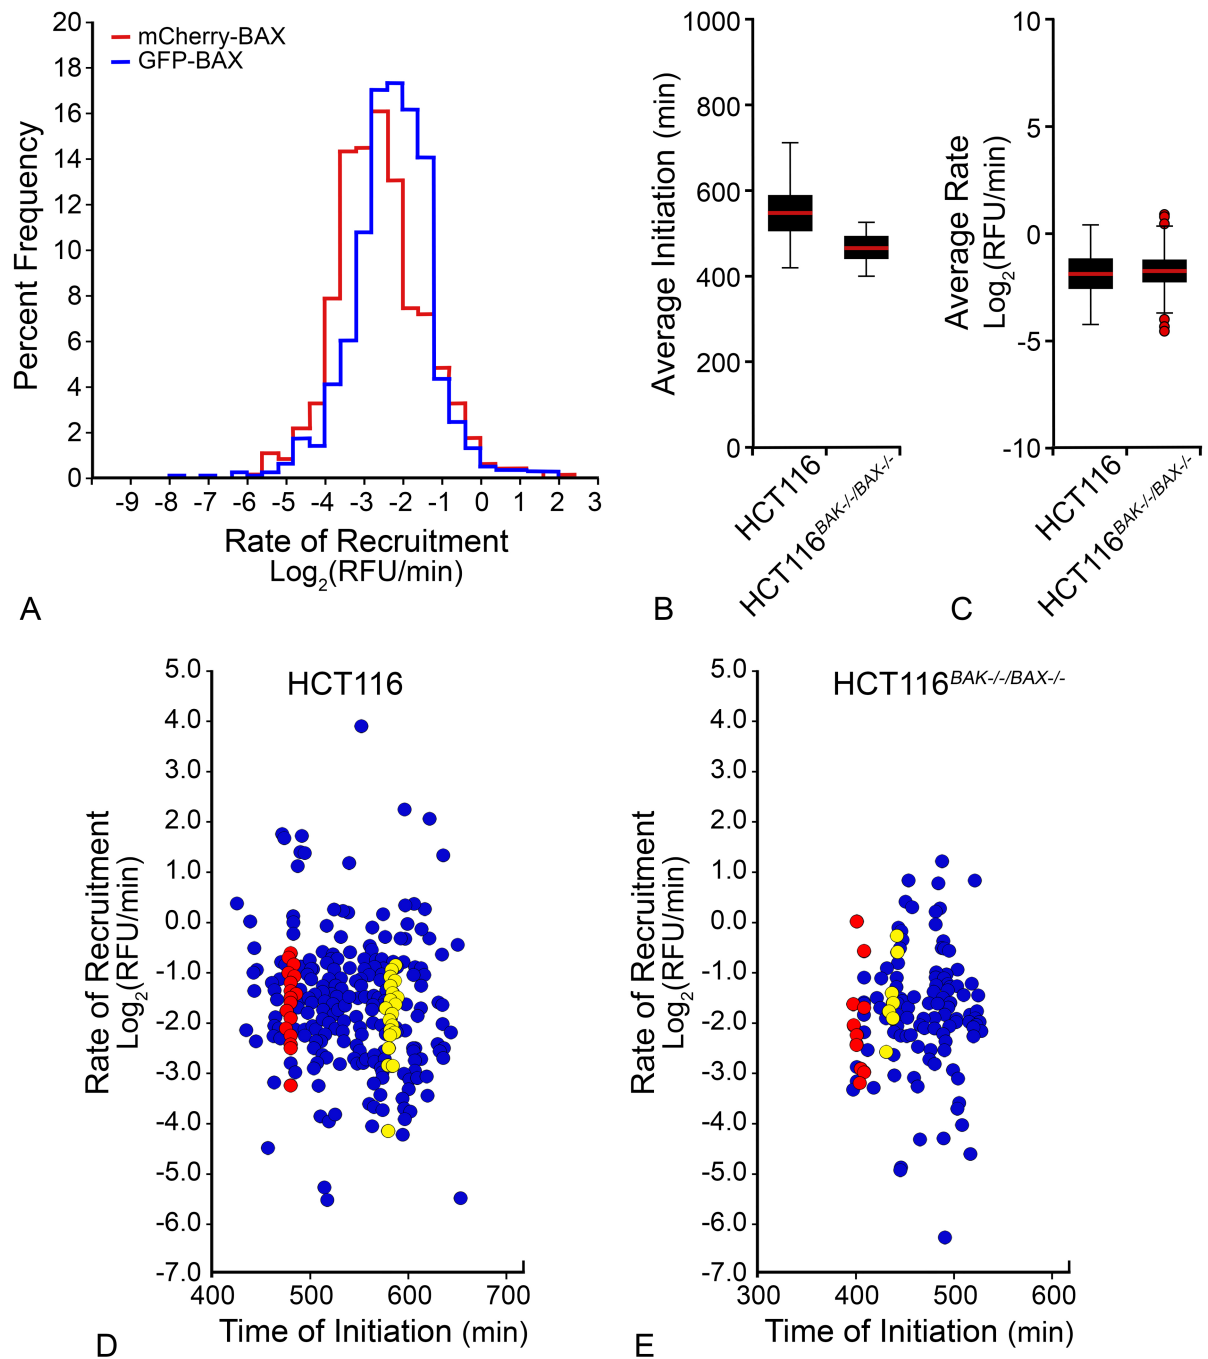 20
18
16
14
12
10
8
6
4
2
0
Percent Frequency
mCherry-BAX
GFP-BAX
-9 -8 -7 -6 -5 -4 -3 -2 -1 0 1 2 3
Rate of Recruitment
Log2(RFU/min)
A
1000
800
600
400
200
0
Average Initiation (min)
HCT116
HCT116BAK-/-/BAX-/-
B
10
5
0
-5
-10
Average Rate
Log2(RFU/min)
HCT116
HCT116BAK-/-/BAX-/-
C
HCT116
5.0
4.0
3.0
2.0
1.0
0.0
-1.0
-2.0
-3.0
-4.0
-5.0
-6.0
-7.0
Rate of Recruitment
Log2(RFU/min)
400 500 600 700
Time of Initiation (min)
D
HCT116BAK-/-/BAX-/-
5.0
4.0
3.0
2.0
1.0
0.0
-1.0
-2.0
-3.0
-4.0
-5.0
-6.0
-7.0
Rate of Recruitment
Log2(RFU/min)
300 400 500 600
Time of Initiation (min)
E